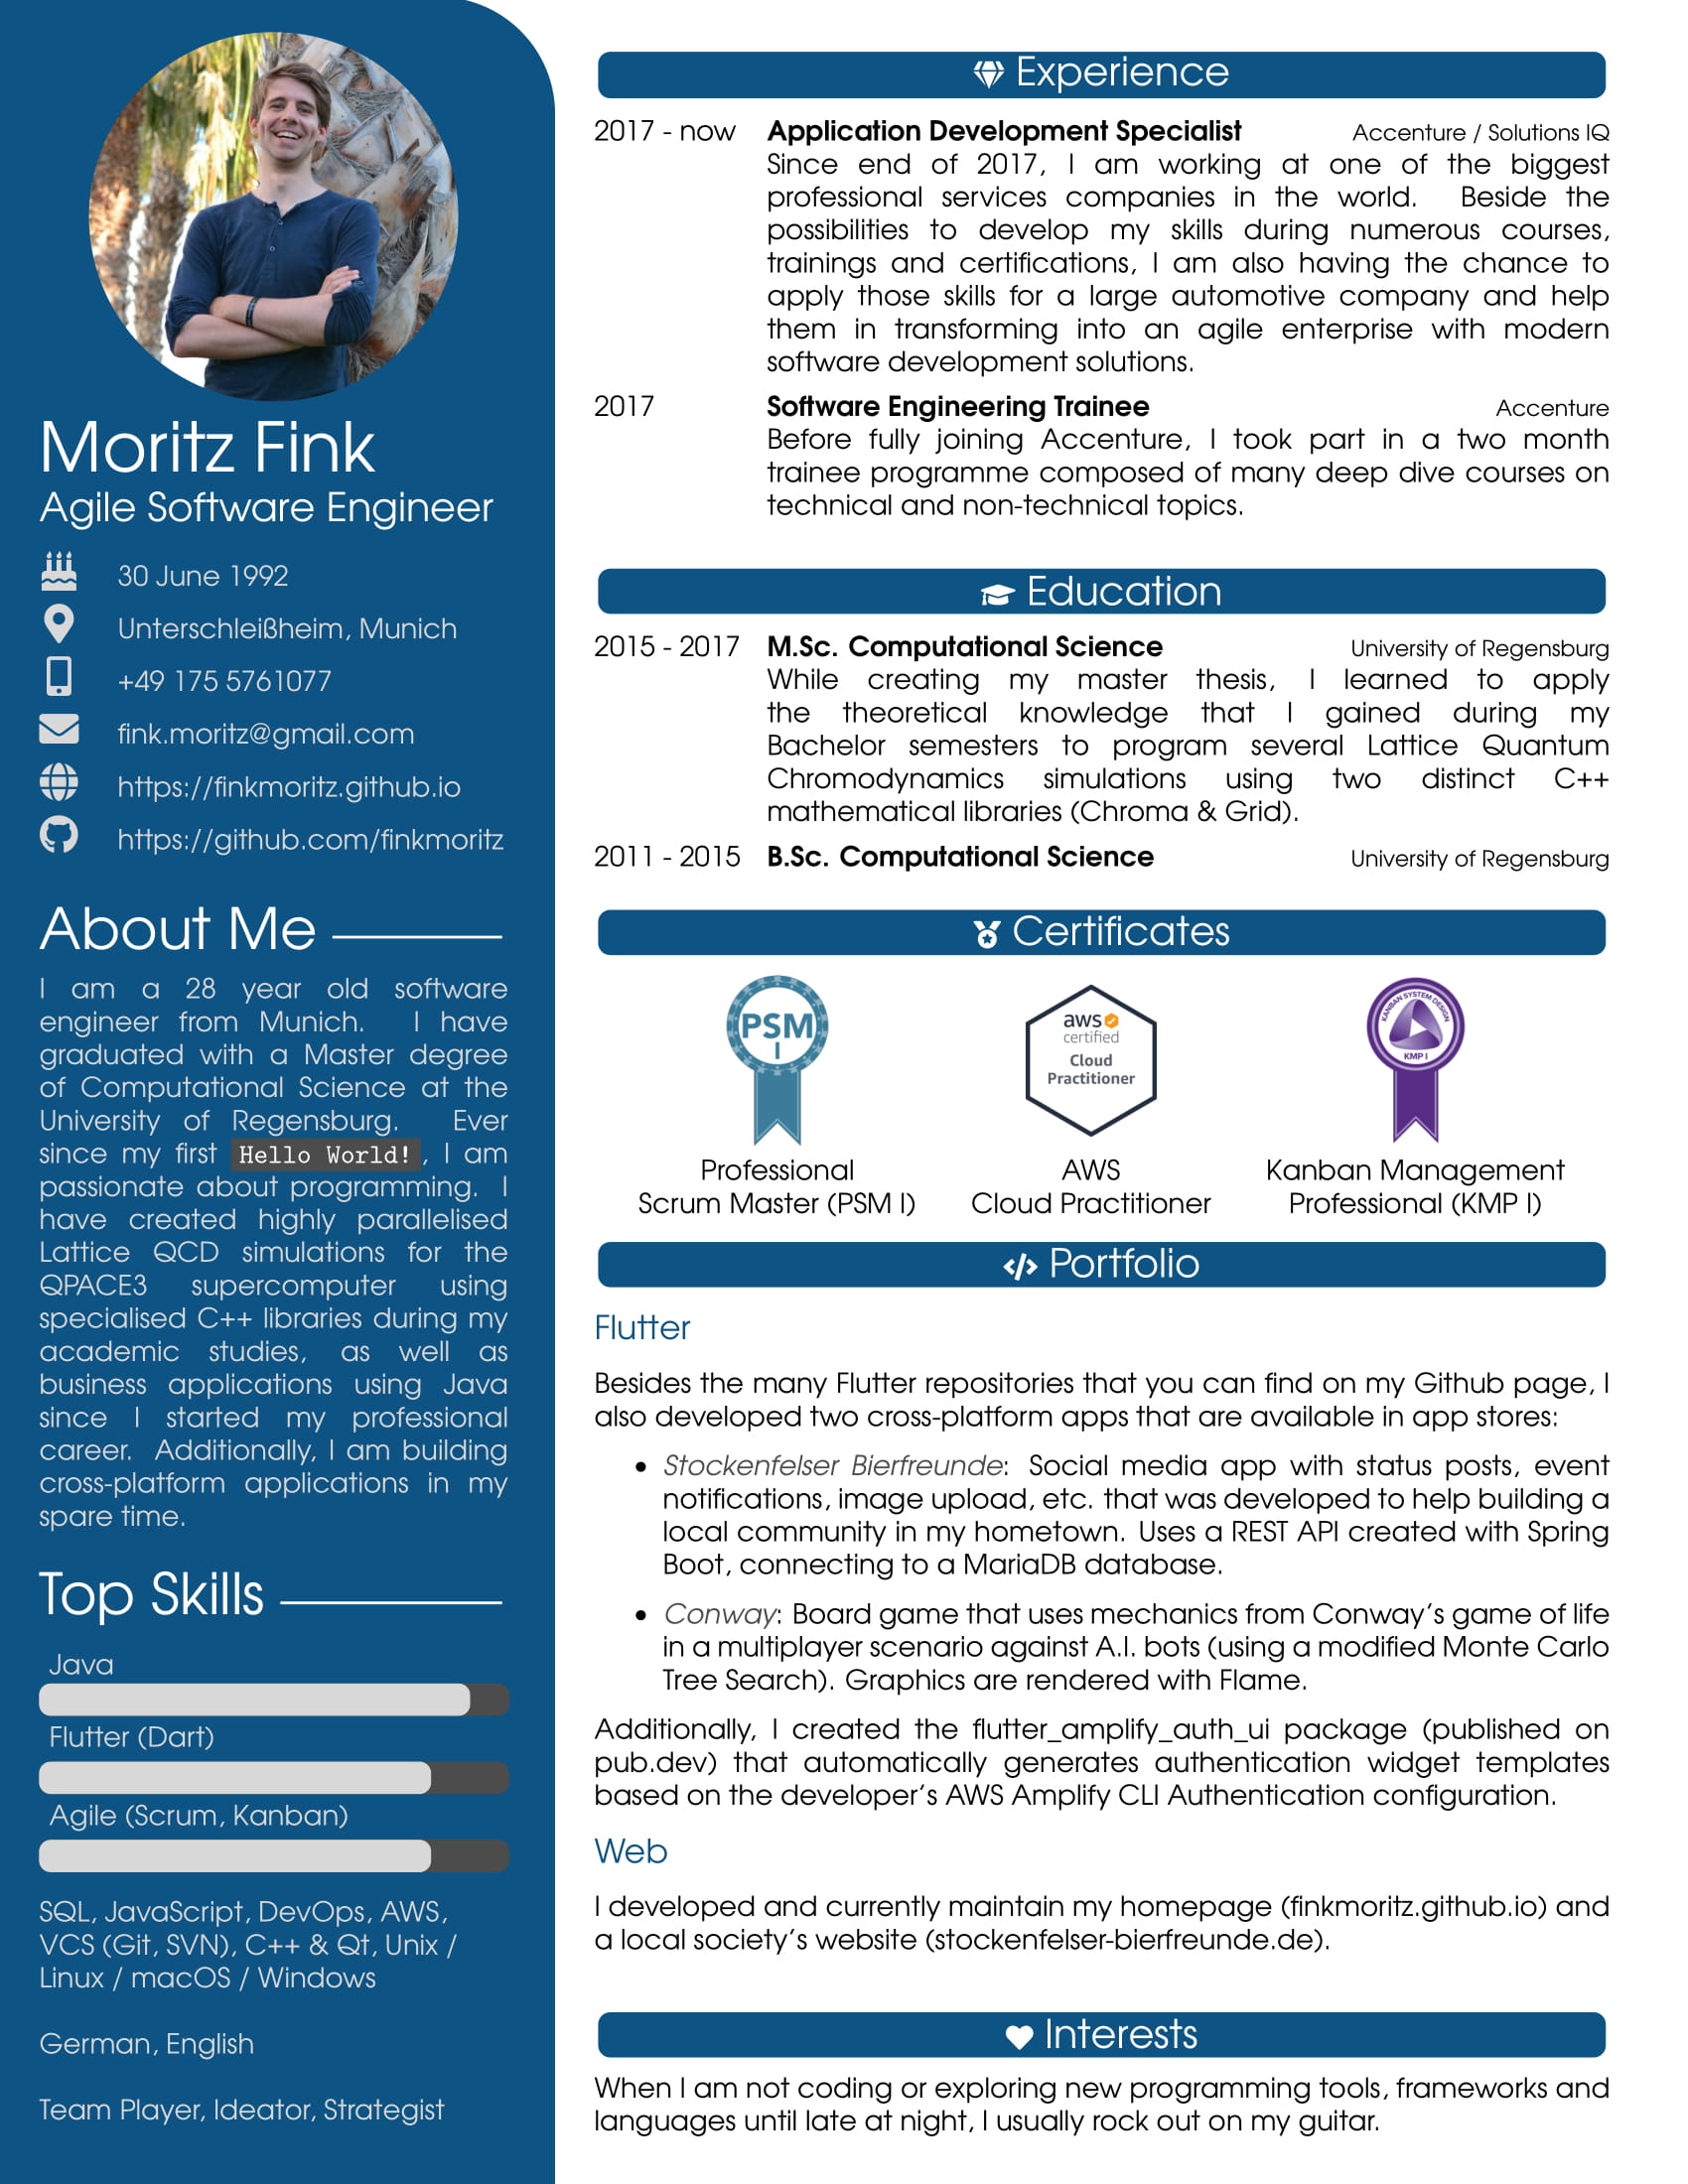 Moritz Fink
Agile Software Engineer
30 June 1992
Unterschleißheim, Munich
+49 175 5761077
fink.moritz@gmail.com
https://finkmoritz.github.io
https://github.com/finkmoritz
About Me
I am a 28 year old software
engineer from Munich. I have
graduated with a Master degree
of Computational Science at the
University of Regensburg. Ever
since my first Hello World!, I am
passionate about programming. I
have created highly parallelised
Lattice QCD simulations for the
QPACE3 supercomputer using
specialised C++ libraries during my
academic studies, as well as
business applications using Java
since I started my professional
career. Additionally, I am building
cross-platform applications in my
spare time.
Top Skills
Java
Flutter (Dart)
Agile (Scrum, Kanban)
SQL, JavaScript, DevOps, AWS,
VCS (Git, SVN), C++ & Qt, Unix /
Linux / macOS / Windows
German, English
Team Player, Ideator, Strategist
Experience
2017 - now Application Development Specialist Accenture / Solutions IQ
Since end of 2017, I am working at one of the biggest
professional services companies in the world. Beside the
possibilities to develop my skills during numerous courses,
trainings and certifications, I am also having the chance to
apply those skills for a large automotive company and help
them in transforming into an agile enterprise with modern
software development solutions.
2017 Software Engineering Trainee Accenture
Before fully joining Accenture, I took part in a two month
trainee programme composed of many deep dive courses on
technical and non-technical topics.
Education
2015 - 2017 M.Sc. Computational Science University of Regensburg
While creating my master thesis, I learned to apply
the theoretical knowledge that I gained during my
Bachelor semesters to program several Lattice Quantum
Chromodynamics simulations using two distinct C++
mathematical libraries (Chroma & Grid).
2011 - 2015 B.Sc. Computational Science University of Regensburg
Certificates
PSM
I
aws
certified
Cloud
Practitioner
KANBAN SYSTEM DESIGN
KMP I
Professional
Scrum Master (PSM I)
AWS
Cloud Practitioner
Kanban Management
Professional (KMP I)
</> Portfolio
Flutter
Besides the many Flutter repositories that you can find on my Github page, I
also developed two cross-platform apps that are available in app stores:
• Stockenfelser Bierfreunde: Social media app with status posts, event
notifications, image upload, etc. that was developed to help building a
local community in my hometown. Uses a REST API created with Spring
Boot, connecting to a MariaDB database.
• Conway: Board game that uses mechanics from Conway's game of life
in a multiplayer scenario against A.I. bots (using a modified Monte Carlo
Tree Search). Graphics are rendered with Flame.
Additionally, I created the flutter_amplify_auth_ui package (published on
pub.dev) that automatically generates authentication widget templates
based on the developer's AWS Amplify CLI Authentication configuration.
Web
I developed and currently maintain my homepage (finkmoritz.github.io) and
a local society's website (stockenfelser-bierfreunde.de).
Interests
When I am not coding or exploring new programming tools, frameworks and
languages until late at night, I usually rock out on my guitar.